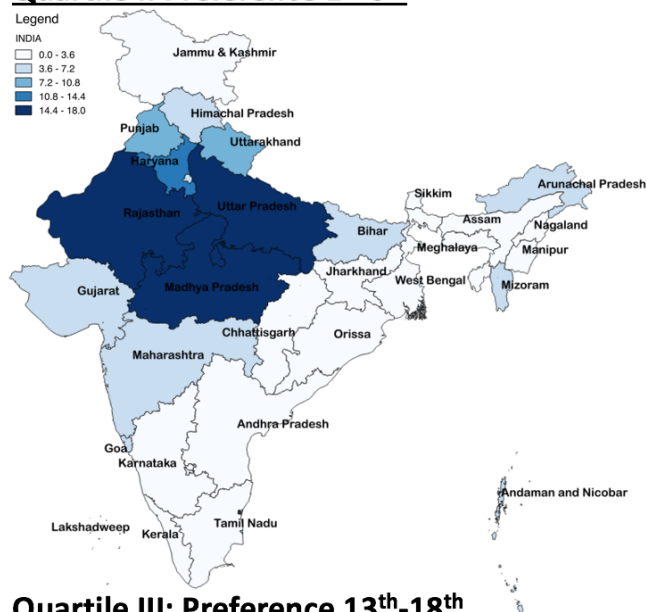 Legend
INDIA
0.0 - 3.6
3.6 - 7.2
7.2 - 10.8
10.8 - 14.4
14.4 - 18.0
Jammu & Kashmir
Himachal Pradesh
Punjab
Uttarakhand
Haryana
Arunachal Pradesh
Sikkim
Rajasthan
Uttar Pradesh
Assam
Nagaland
Bihar
Meghalaya
Manipur
Jharkhand
West Bengal
Gujarat
Madhya Pradesh
Mizoram
Chhattisgarh
Orissa
Maharashtra
Andhra Pradesh
Goa
Karnataka
Andaman and Nicobar
Lakshadweep
Kerala
Tamil Nadu
Quartile III: Preference 13th-18th